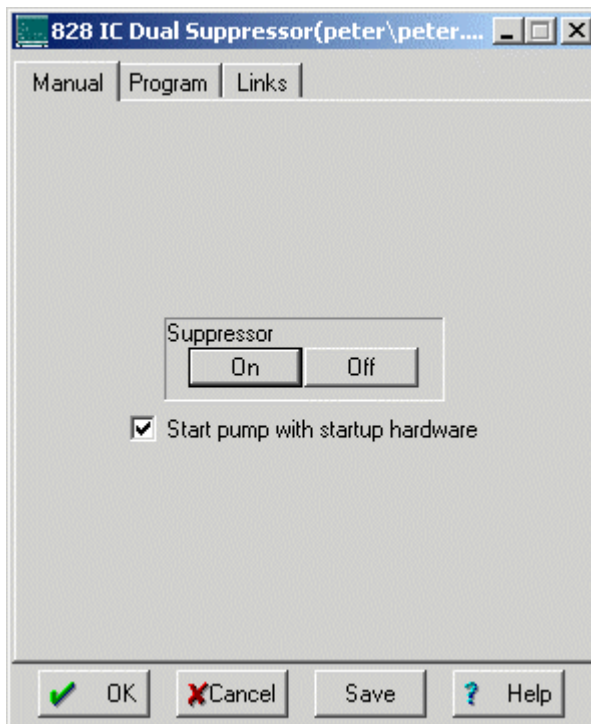 828 IC Dual Suppressor(peter\peter....
Manual Program Links
Suppressor
On Off
Start pump with startup hardware
OK Cancel Save ? Help